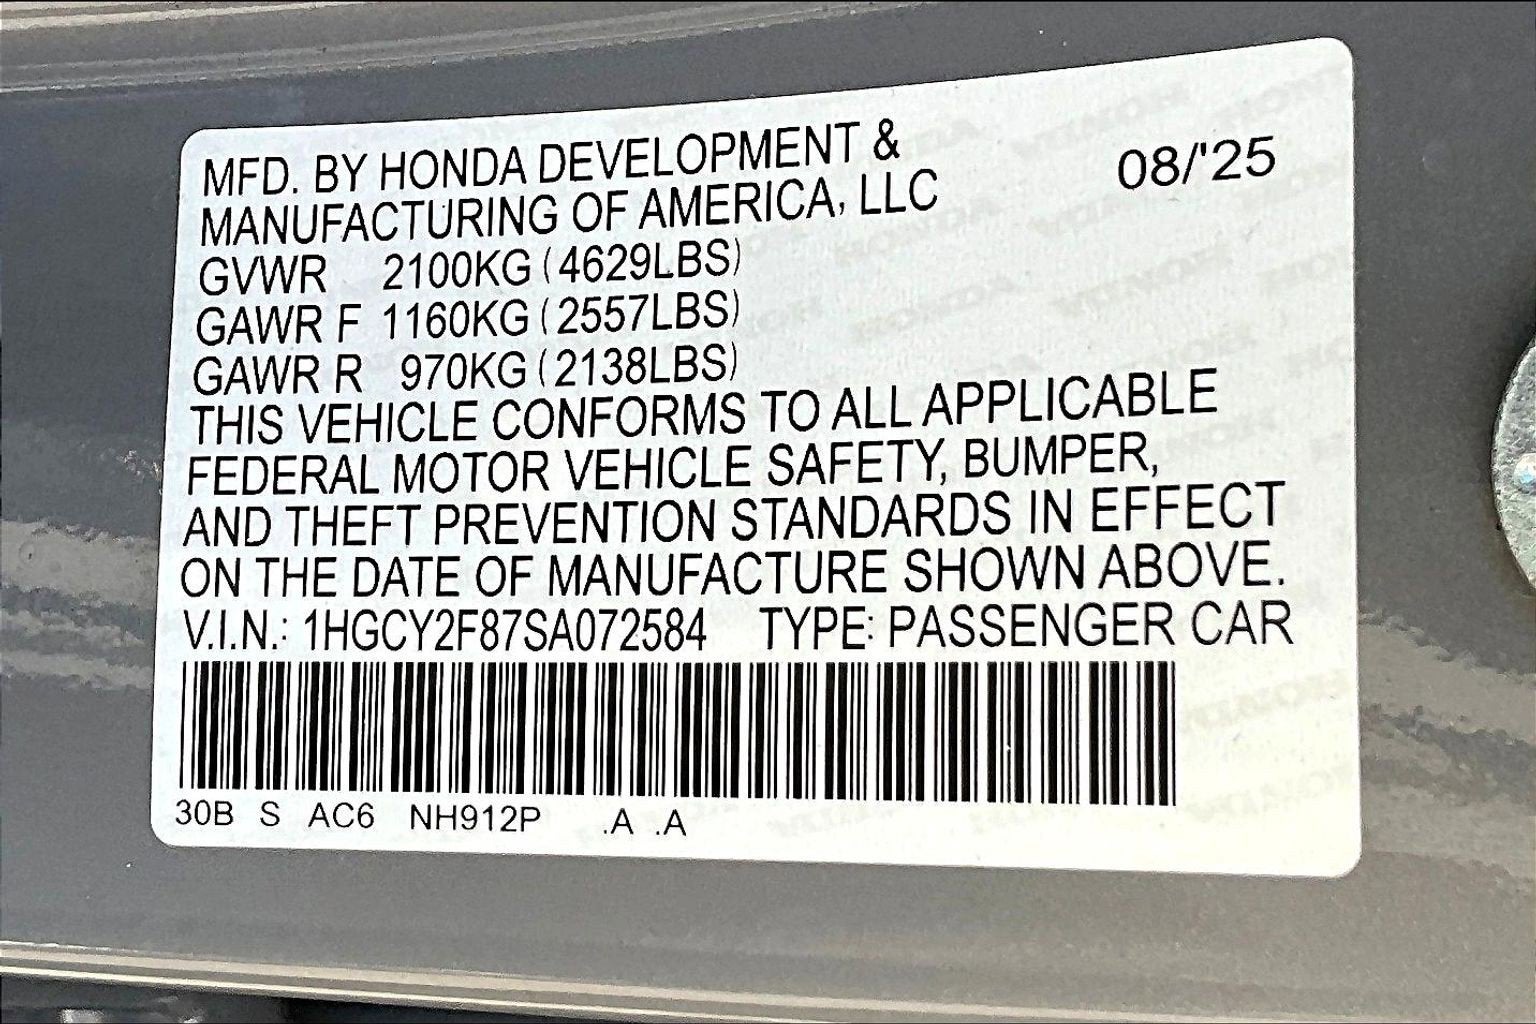 MFD. BY HONDA DEVELOPMENT & 08/'25
MANUFACTURING OF AMERICA, LLC
GVWR 2100KG (4629LBS)
GAWR F 1160KG (2557LBS)
GAWR R 970KG (2138LBS)
THIS VEHICLE CONFORMS TO ALL APPLICABLE
FEDERAL MOTOR VEHICLE SAFETY, BUMPER,
AND THEFT PREVENTION STANDARDS IN EFFECT
ON THE DATE OF MANUFACTURE SHOWN ABOVE.
V.I.N.: 1HGCY2F87SA072584 TYPE: PASSENGER CAR
30B S AC6 NH912P .A .A